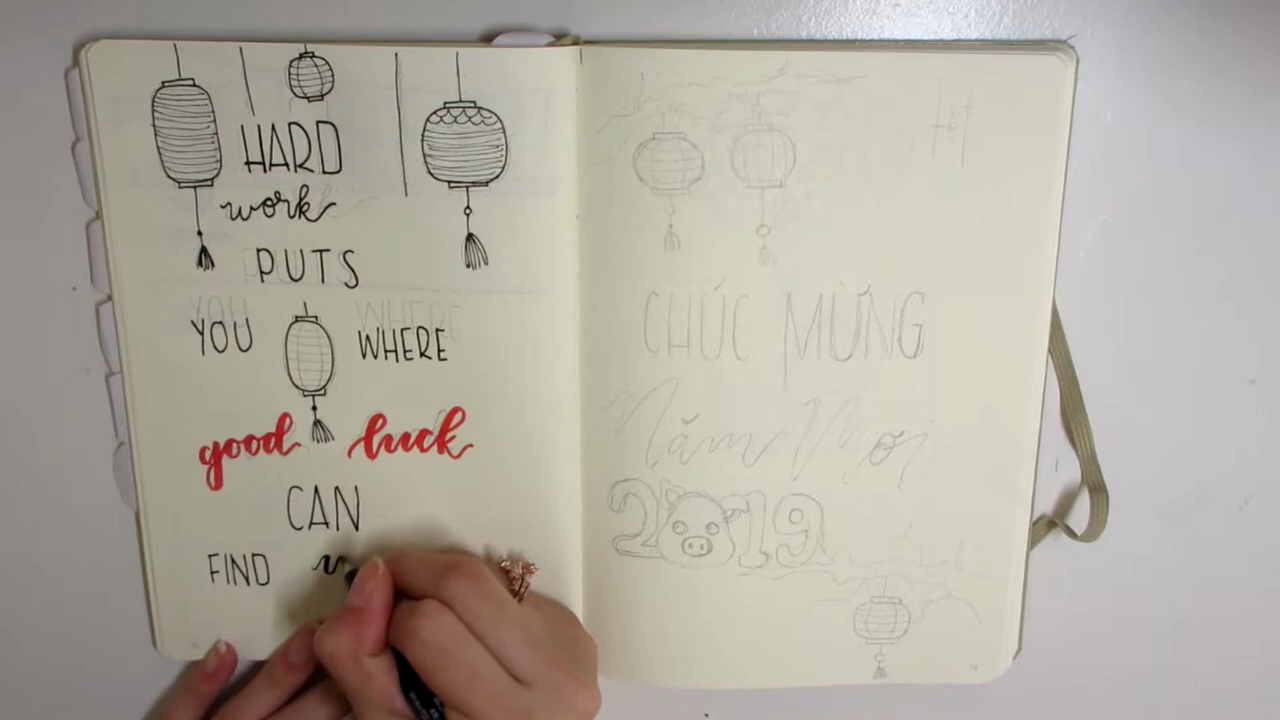 HARD
work
PUTS
YOU WHERE
good luck
CAN
FIND
CHÚC MỪNG
Năm Mới
2019